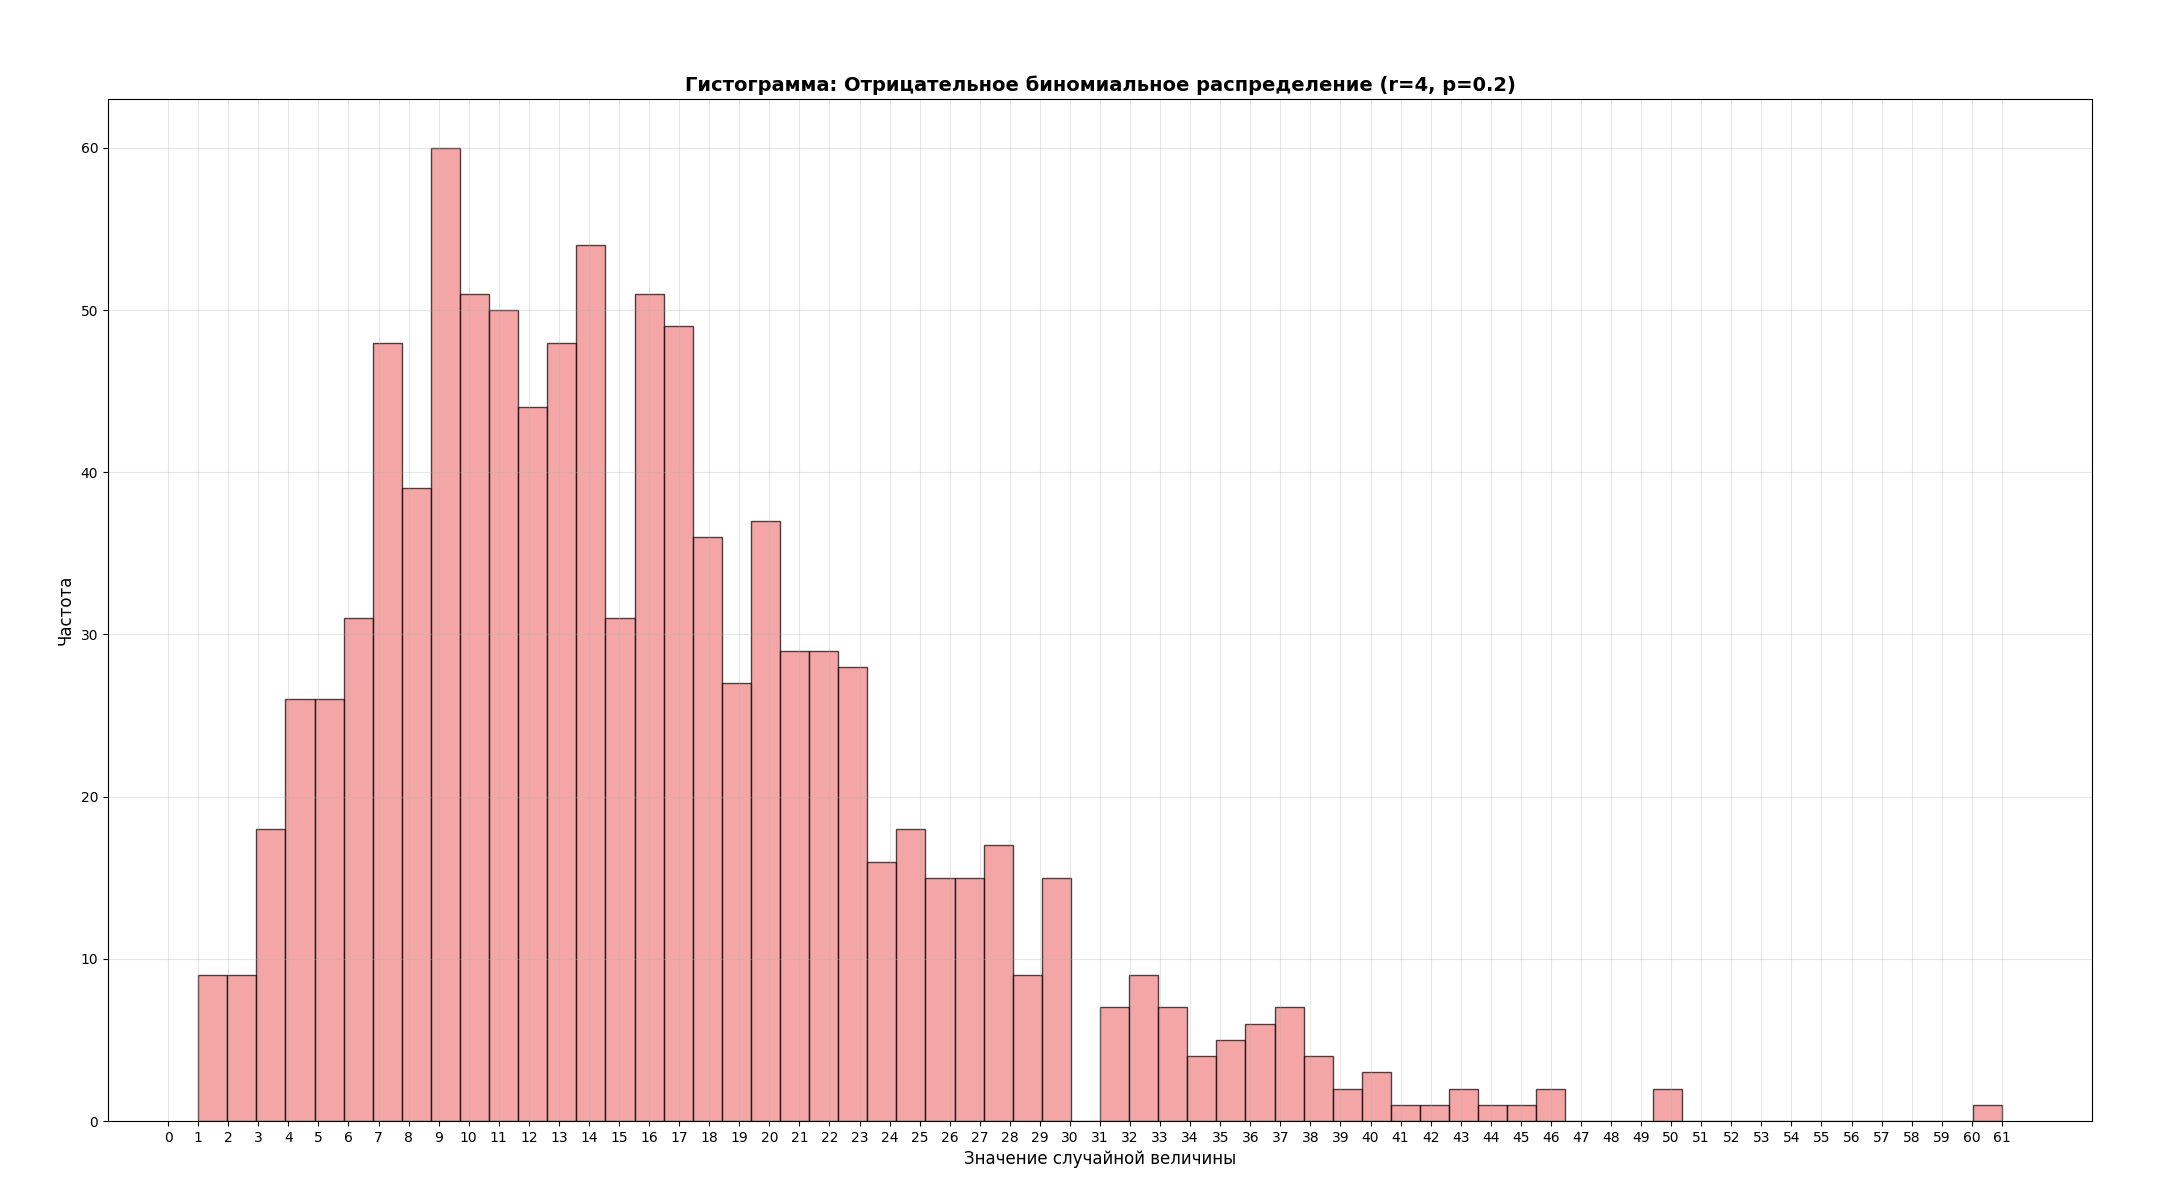 Гистограмма: Отрицательное биномиальное распределение (r=4, p=0.2)
60
50
40
30
20
10
0
Частота
0 1 2 3 4 5 6 7 8 9 10 11 12 13 14 15 16 17 18 19 20 21 22 23 24 25 26 27 28 29 30 31 32 33 34 35 36 37 38 39 40 41 42 43 44 45 46 47 48 49 50 51 52 53 54 55 56 57 58 59 60 61
Значение случайной величины